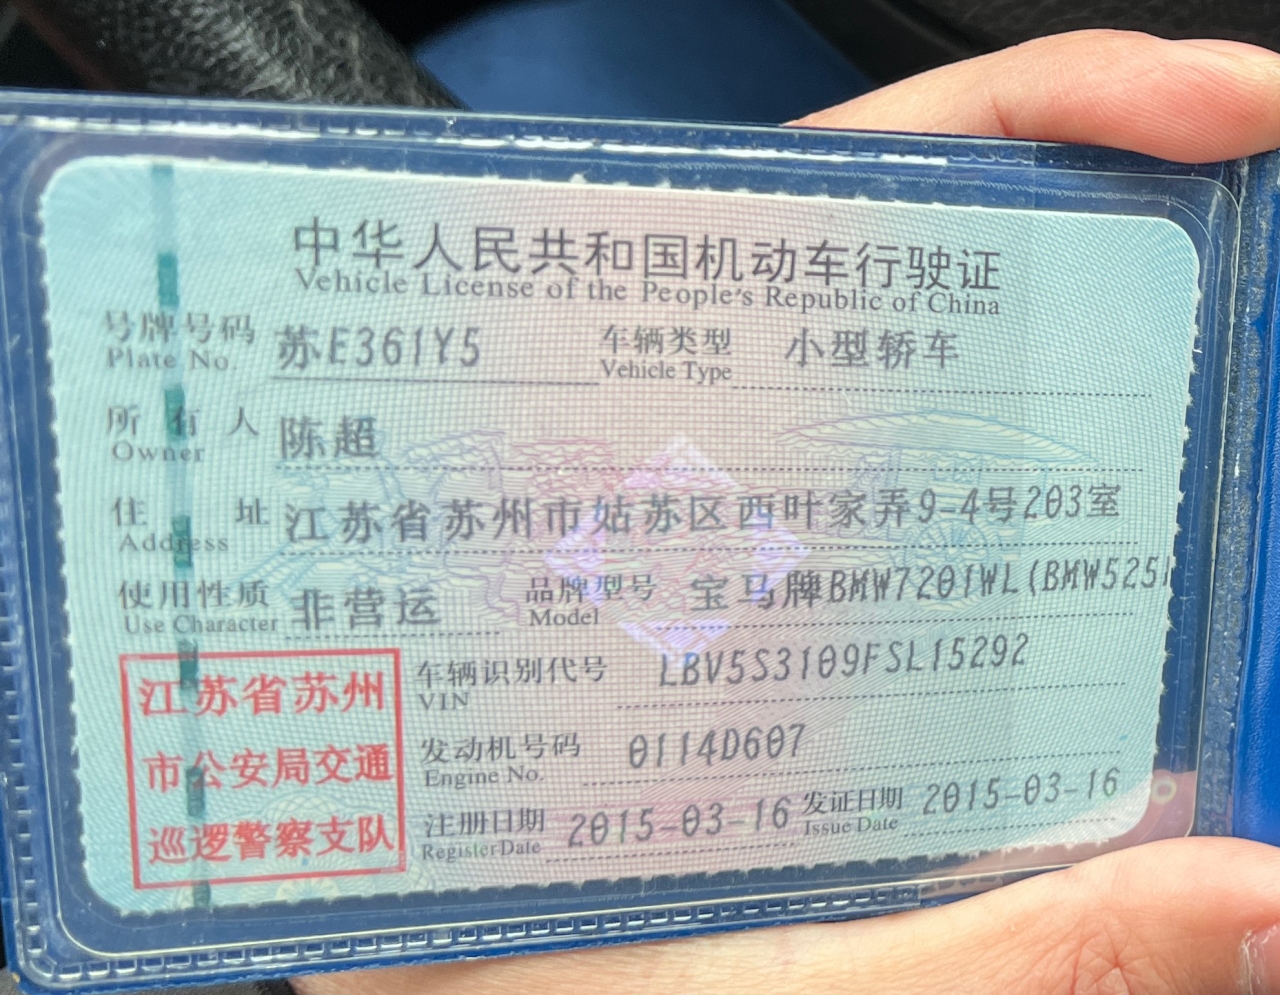 中华人民共和国机动车行驶证
Vehicle License of the People's Republic of China
号牌号码 苏E361Y5 车辆类型 小型轿车
Plate No. Vehicle Type
所有人 陈超
Owner
住址 江苏省苏州市姑苏区西叶家弄9-4号203室
Address
使用性质 非营运 品牌型号 宝马牌BMW7201WL(BMW525
Use Character Model
江苏省苏州
市公安局交通
巡逻警察支队
车辆识别代号 LBV5S3109FSL15292
VIN
发动机号码 0114D607
Engine No.
注册日期 2015-03-16 发证日期 2015-03-16
RegisterDate Issue Date